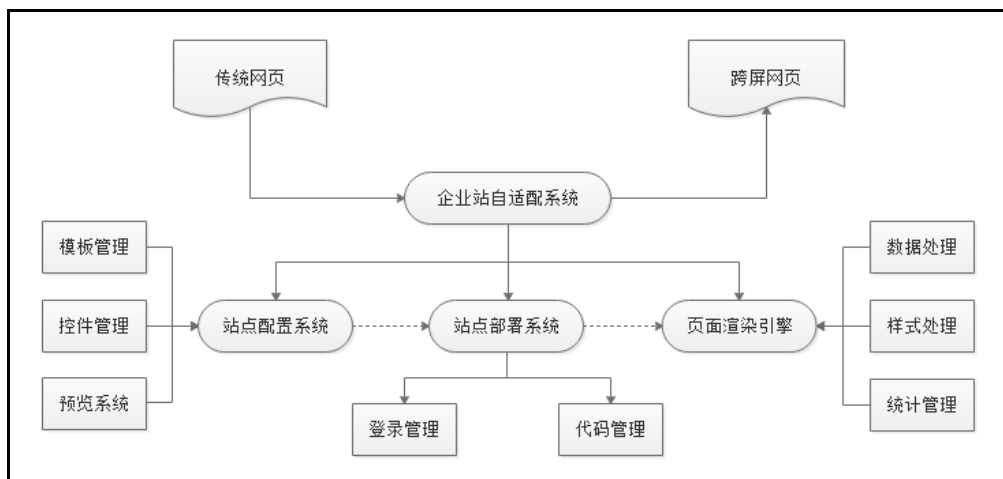 传统网页
跨屏网页
企业站自适配系统
模板管理
数据处理
控件管理
站点配置系统
站点部署系统
页面渲染引擎
样式处理
预览系统
登录管理
代码管理
统计管理